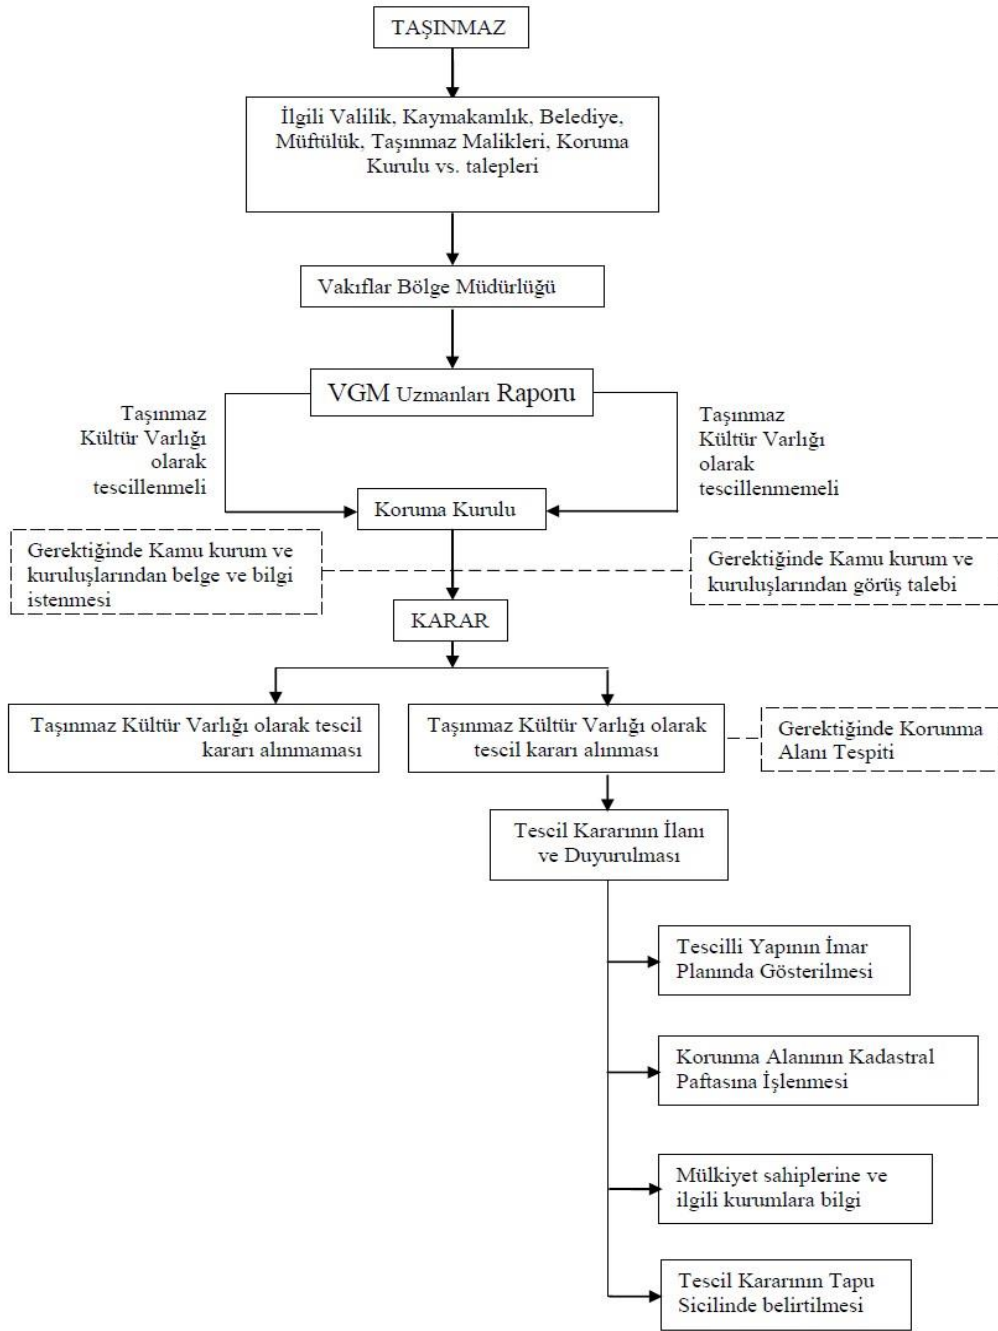 TAŞINMAZ
İlgili Valilik, Kaymakamlık, Belediye,
Müftülük, Taşınmaz Malikleri, Koruma
Kurulu vs. talepleri
Vakıflar Bölge Müdürlüğü
VGM Uzmanları Raporu
Taşınmaz
Kültür Varlığı
olarak
tescillenmeli
Taşınmaz
Kültür Varlığı
olarak
tescillenmemeli
Koruma Kurulu
Gerektiğinde Kamu kurum ve
kuruluşlarından belge ve bilgi
istenmesi
Gerektiğinde Kamu kurum ve
kuruluşlarından görüş talebi
KARAR
Taşınmaz Kültür Varlığı olarak tescil
kararı alınmaması
Taşınmaz Kültür Varlığı olarak
tescil kararı alınması
Gerektiğinde Korunma
Alanı Tespiti
Tescil Kararının İlanı
ve Duyurulması
Tescilli Yapının İmar
Planında Gösterilmesi
Korunma Alanının Kadastral
Paftasına İşlenmesi
Mülkiyet sahiplerine ve
ilgili kurumlara bilgi
Tescil Kararının Tapu
Sicilinde belirtilmesi